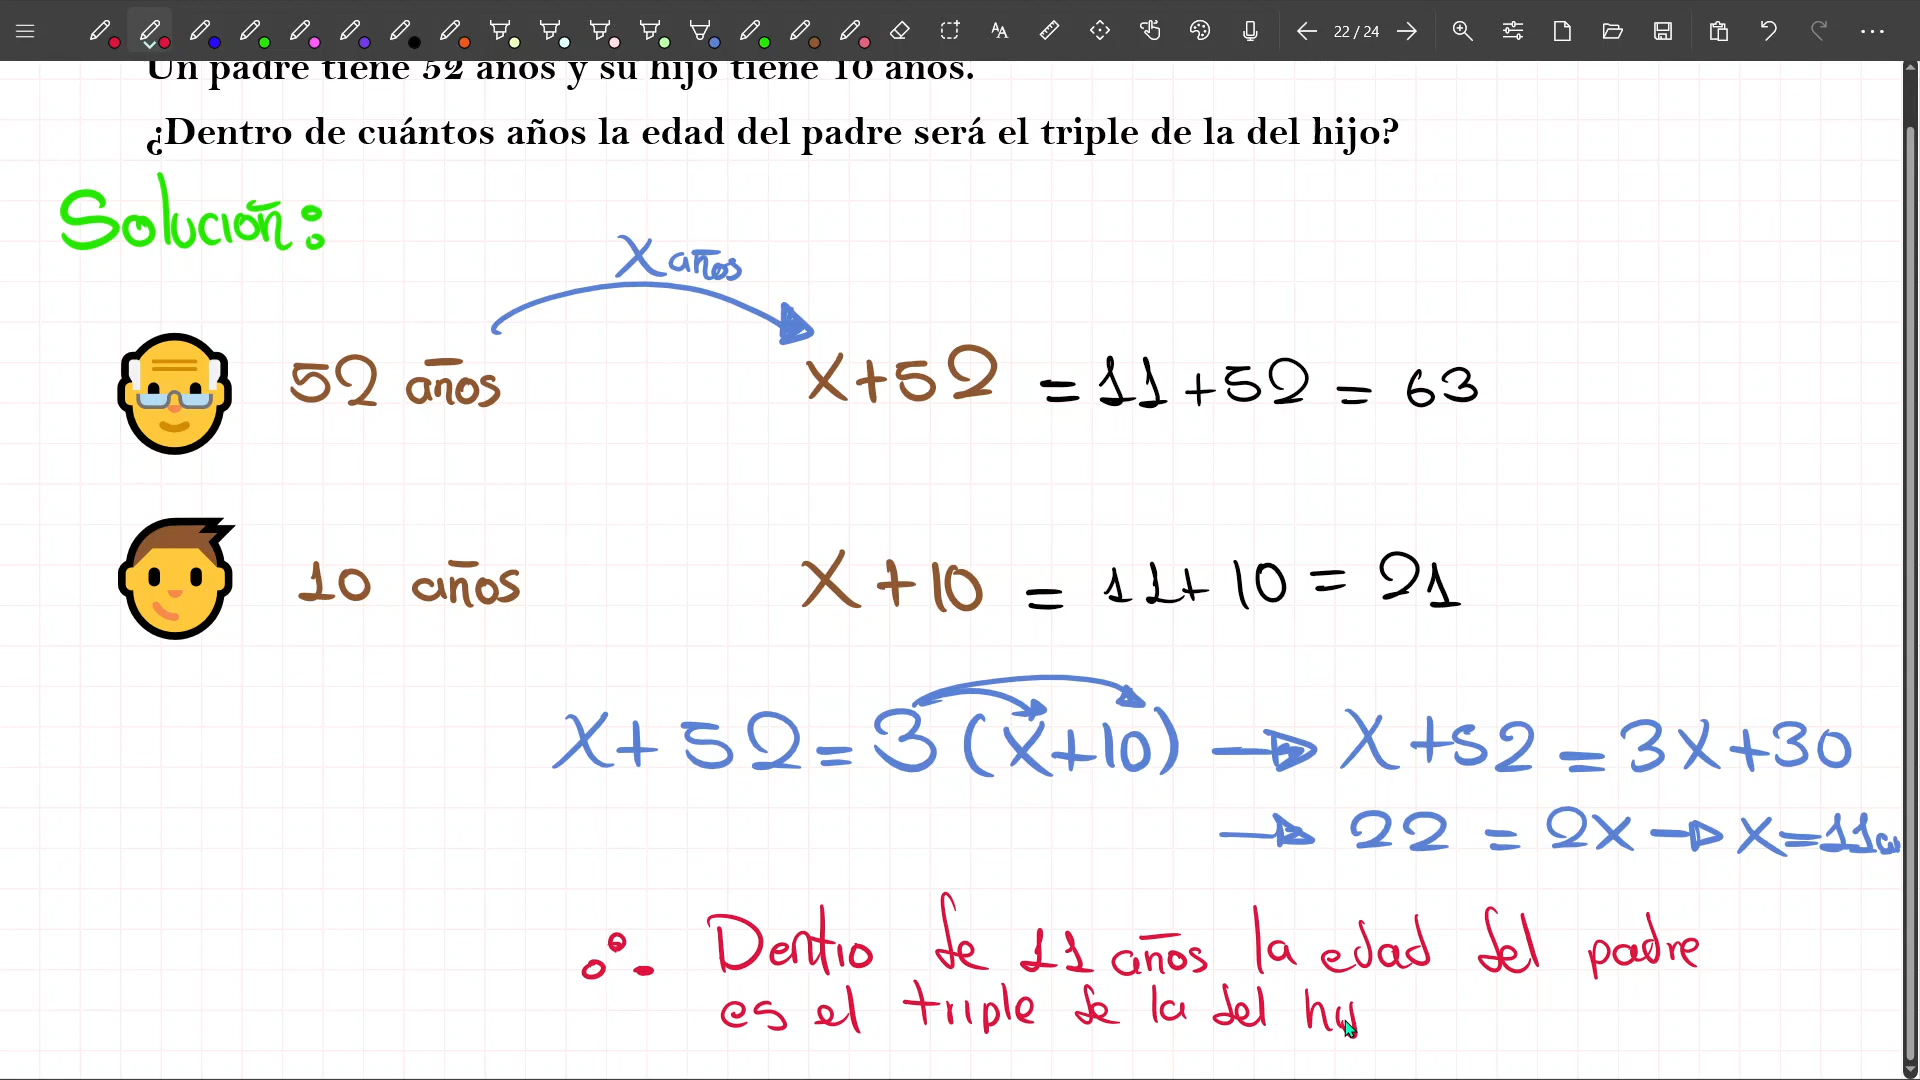 22 / 24
Un padre tiene 52 años y su hijo tiene 10 años.
¿Dentro de cuántos años la edad del padre será el triple de la del hijo?
Solución:
X años
52 años
x+52 = 11+52 = 63
10 años
X+10 = 11+10 = 21
X+52=3(x+10) → X+52=3X+30
→ 22 = 2x → x=11
∴ Dentro de 11 años la edad del padre
es el triple de la del